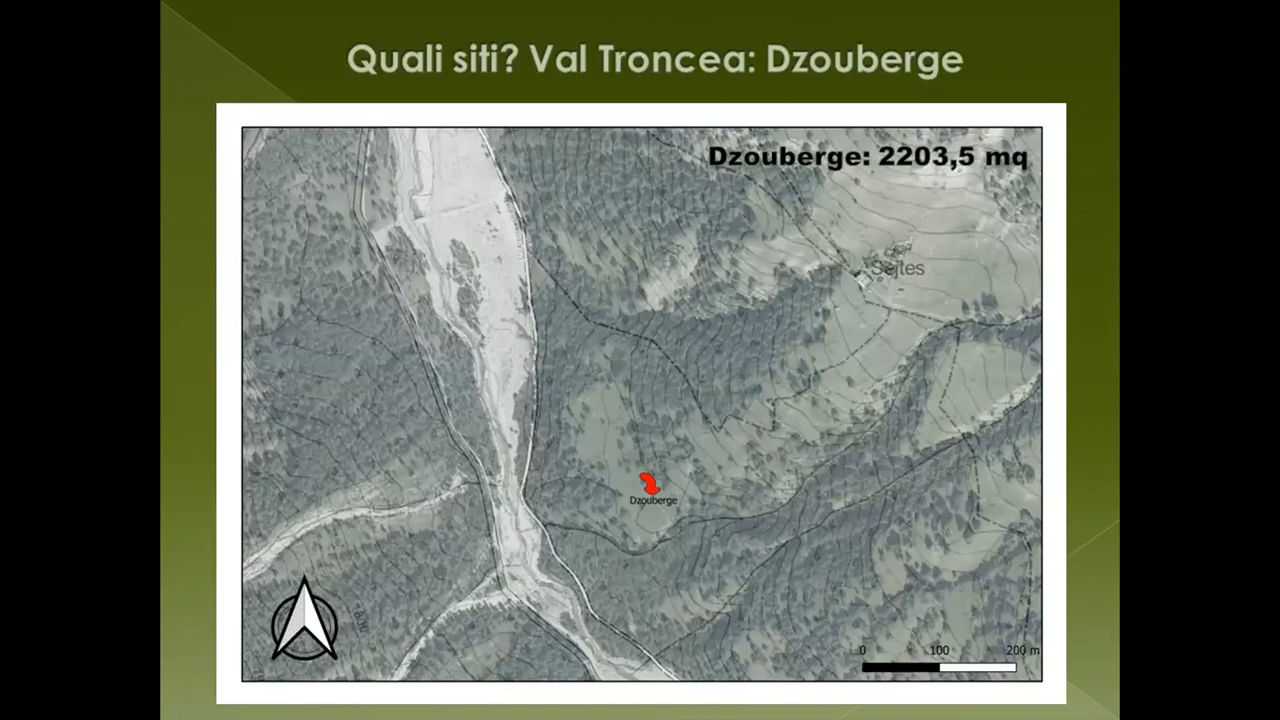 Quali siti? Val Troncea: Dzouberge
Dzouberge: 2203,5 mq
Sejtes
Dzouberge
0 100 200 m